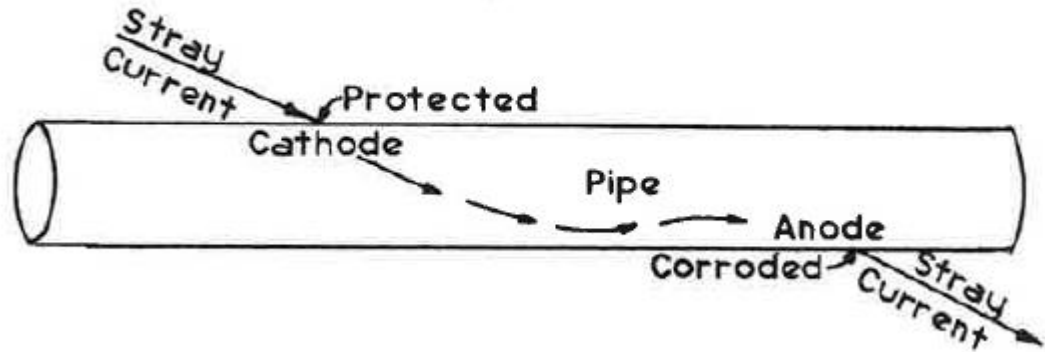 Stray
Current
Protected
Cathode
Pipe
Anode
Corroded
Stray
Current